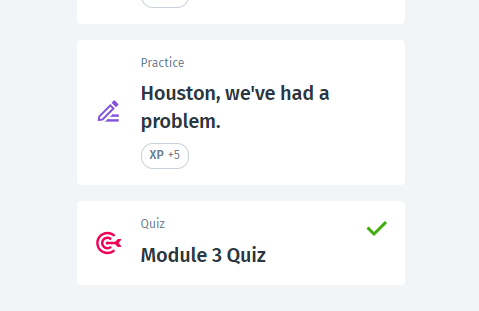 Practice
Houston, we've had a
problem.
XP +5
Quiz
Module 3 Quiz